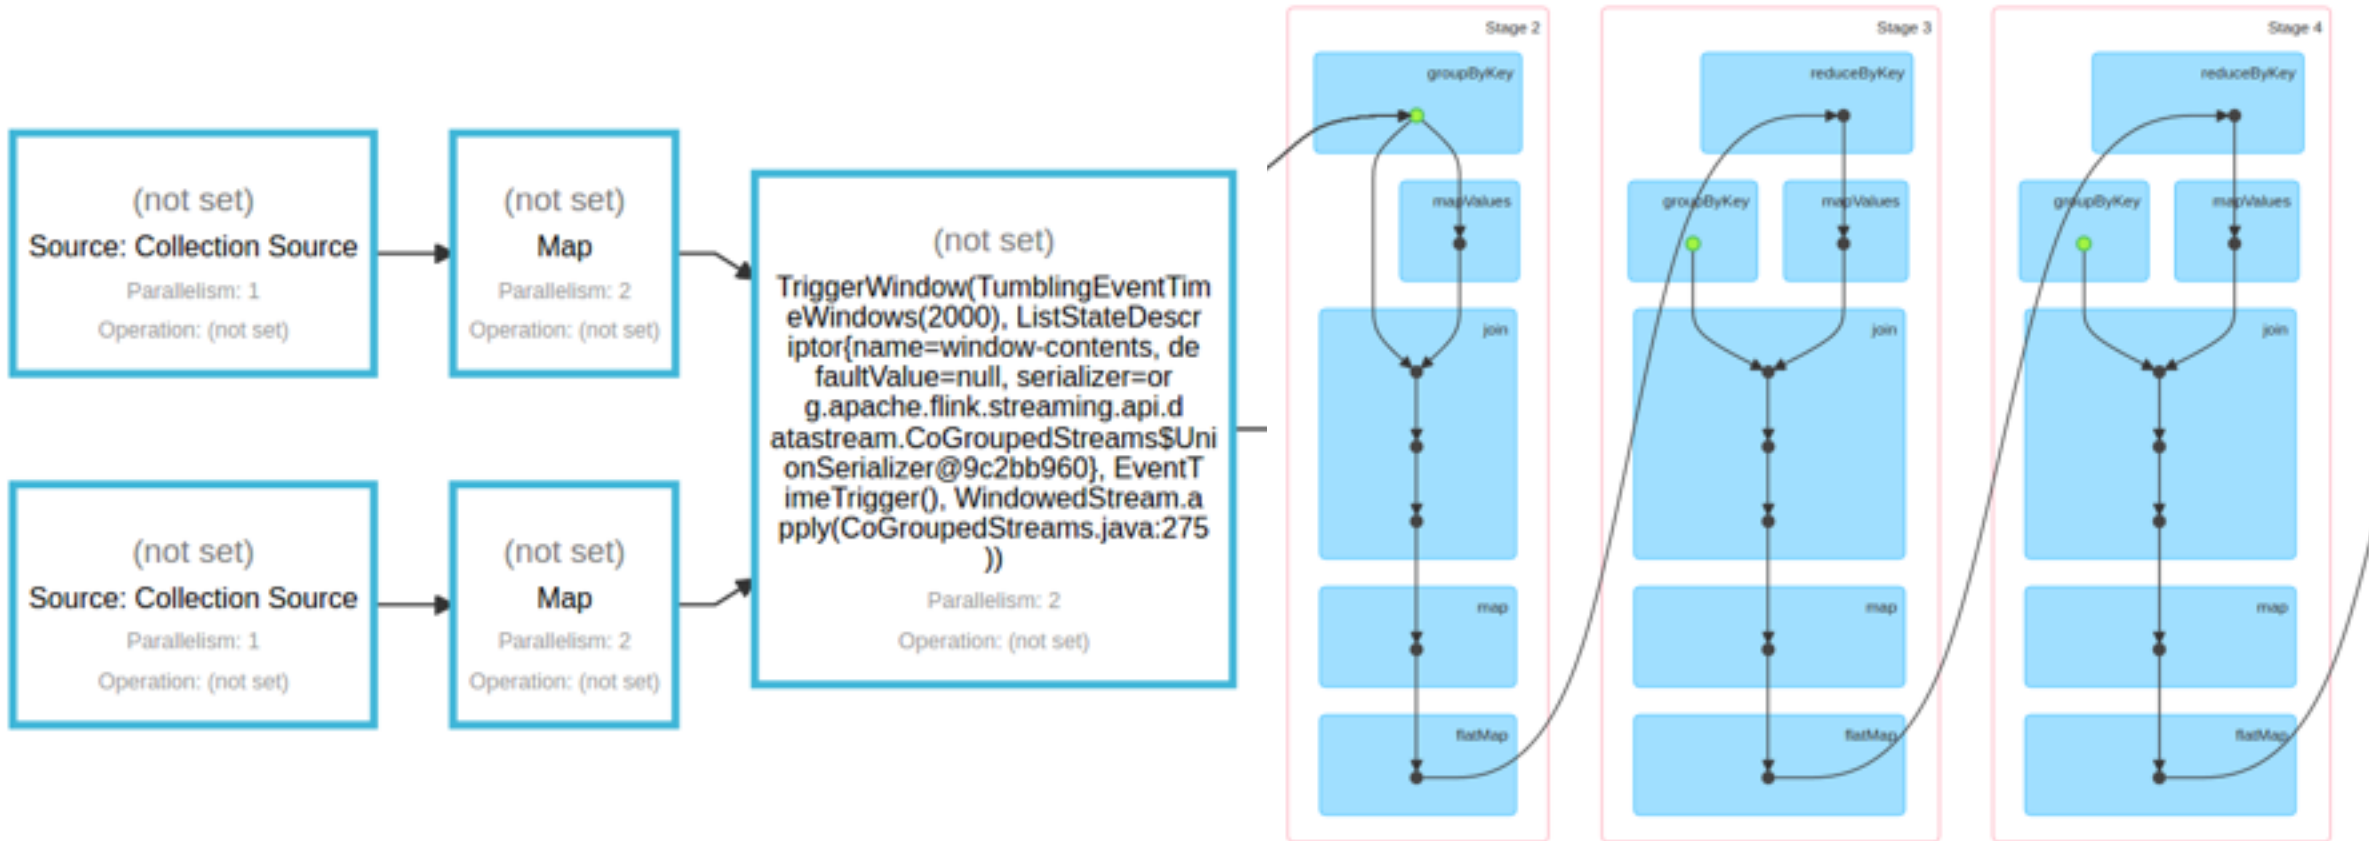 (not set)
Source: Collection Source
Parallelism: 1
Operation: (not set)
(not set)
Map
Parallelism: 2
Operation: (not set)
(not set)
Source: Collection Source
Parallelism: 1
Operation: (not set)
(not set)
Map
Parallelism: 2
Operation: (not set)
(not set)
TriggerWindow(TumblingEventTim
eWindows(2000), ListStateDescr
iptor{name=window-contents, de
faultValue=null, serializer=or
g.apache.flink.streaming.api.d
atastream.CoGroupedStreams$Uni
onSerializer@9c2bb960}, EventT
imeTrigger(), WindowedStream.a
pply(CoGroupedStreams.java:275
))
Parallelism: 2
Operation: (not set)
Stage 2
groupByKey
mapValues
join
map
flatMap
Stage 3
reduceByKey
groupByKey
mapValues
join
map
flatMap
Stage 4
reduceByKey
groupByKey
mapValues
join
map
flatMap